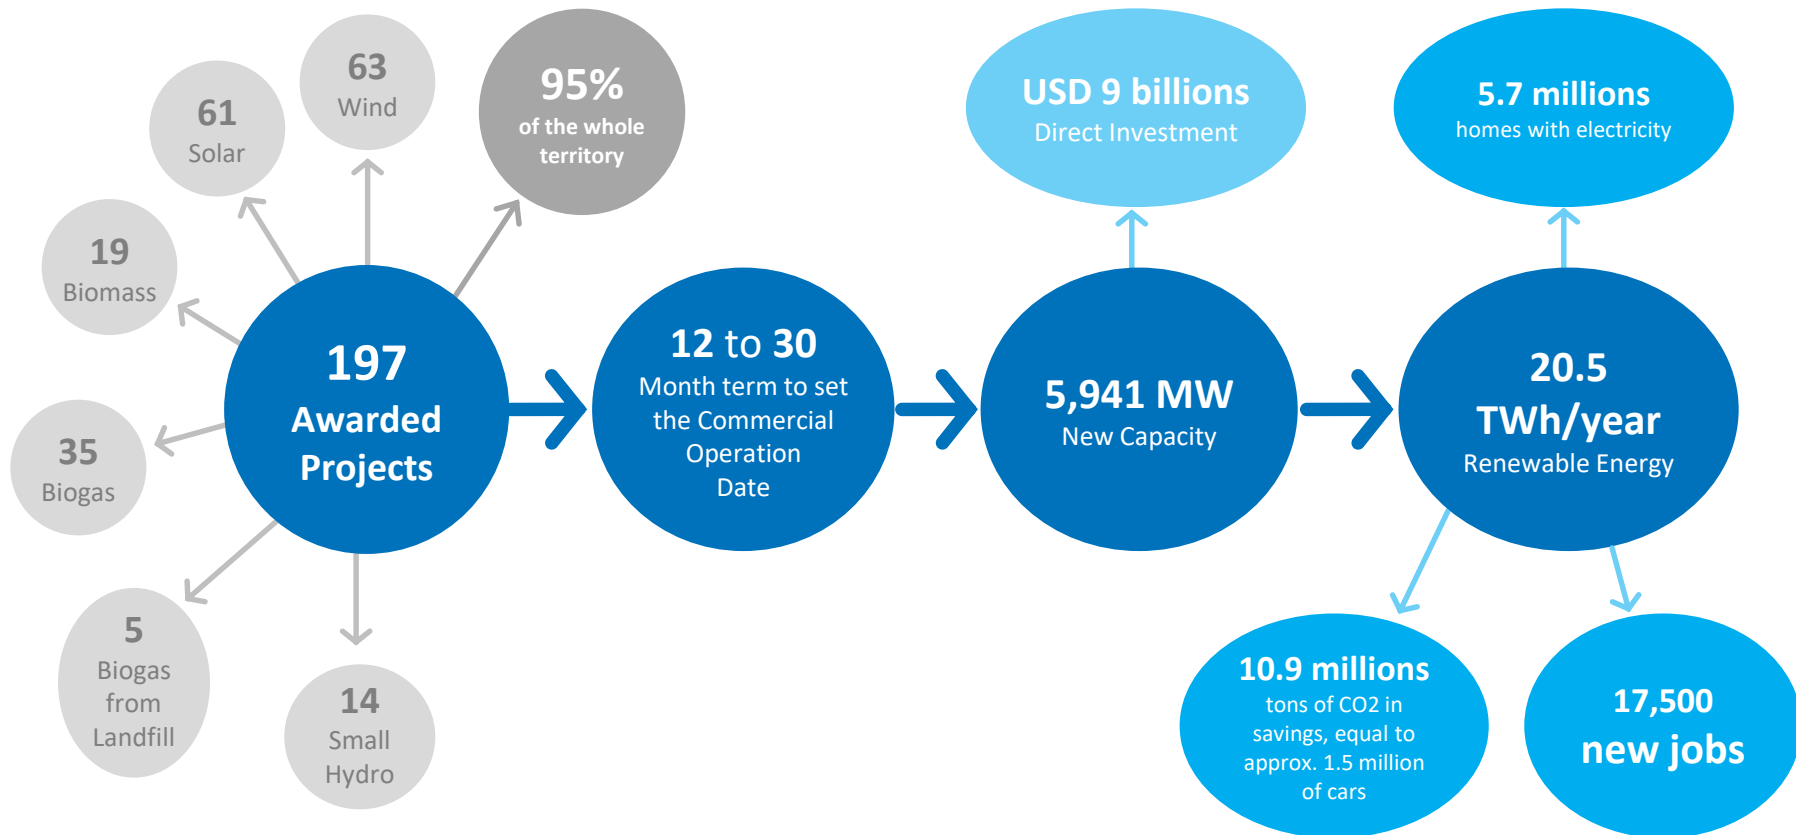 63
Wind
61
Solar
95%
of the whole
territory
19
Biomass
35
Biogas
5
Biogas
from
Landfill
14
Small
Hydro
197
Awarded
Projects
12 to 30
Month term to set
the Commercial
Operation
Date
USD 9 billions
Direct Investment
5,941 MW
New Capacity
5.7 millions
homes with electricity
20.5
TWh/year
Renewable Energy
10.9 millions
tons of CO2 in
savings, equal to
approx. 1.5 million
of cars
17,500
new jobs